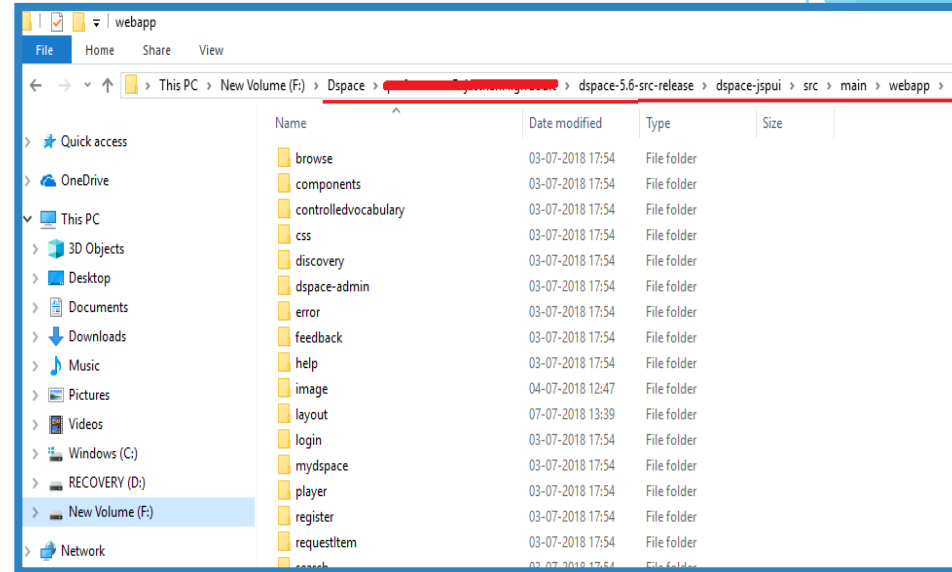 webapp
File Home Share View
This PC > New Volume (F:) > Dspace > > dspace-5.6-src-release > dspace-jspui > src > main > webapp >
Name Date modified Type Size
Quick access
OneDrive
This PC
3D Objects
Desktop
Documents
Downloads
Music
Pictures
Videos
Windows (C:)
RECOVERY (D:)
New Volume (F:)
Network
browse 03-07-2018 17:54 File folder
components 03-07-2018 17:54 File folder
controlledvocabulary 03-07-2018 17:54 File folder
css 03-07-2018 17:54 File folder
discovery 03-07-2018 17:54 File folder
dspace-admin 03-07-2018 17:54 File folder
error 03-07-2018 17:54 File folder
feedback 03-07-2018 17:54 File folder
help 03-07-2018 17:54 File folder
image 04-07-2018 12:47 File folder
layout 07-07-2018 13:39 File folder
login 03-07-2018 17:54 File folder
mydspace 03-07-2018 17:54 File folder
player 03-07-2018 17:54 File folder
register 03-07-2018 17:54 File folder
requestItem 03-07-2018 17:54 File folder
search 03-07-2018 17:54 File folder